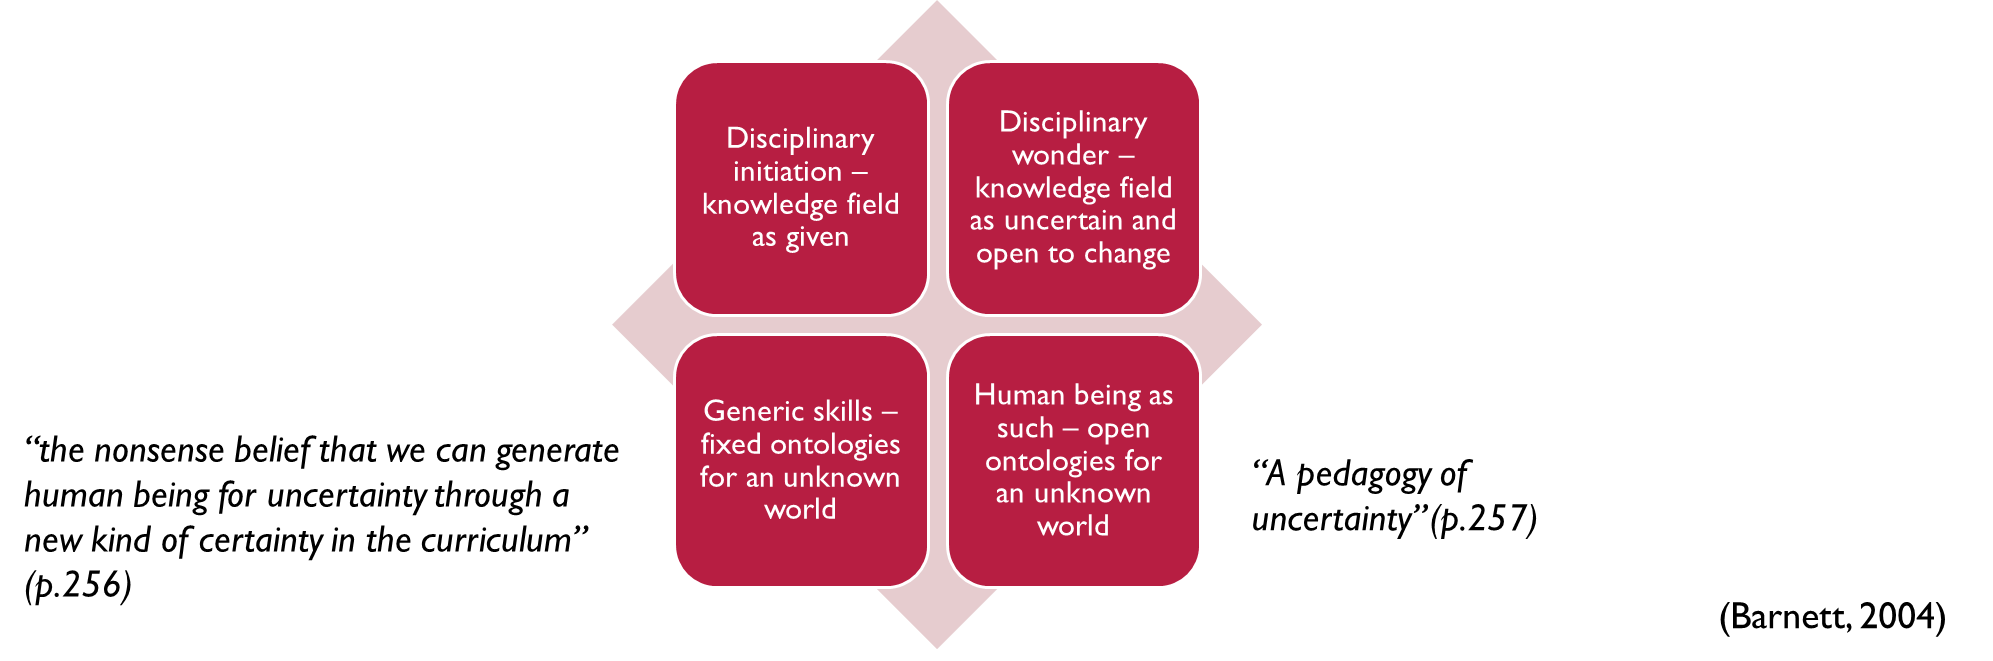 Disciplinary
initiation –
knowledge field
as given
Disciplinary
wonder –
knowledge field
as uncertain and
open to change
Generic skills –
fixed ontologies
for an unknown
world
Human being as
such – open
ontologies for
an unknown
world
“the nonsense belief that we can generate
human being for uncertainty through a
new kind of certainty in the curriculum”
(p.256)
“A pedagogy of
uncertainty”(p.257)
(Barnett, 2004)